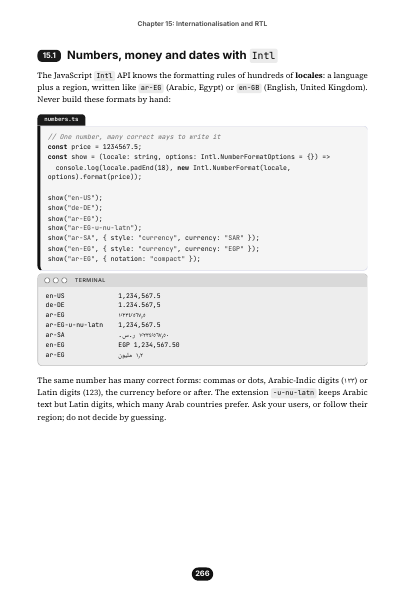 Chapter 15: Internationalisation and RTL
15.1 Numbers, money and dates with Intl
The JavaScript Intl API knows the formatting rules of hundreds of locales: a language
plus a region, written like ar-EG (Arabic, Egypt) or en-GB (English, United Kingdom).
Never build these formats by hand:
numbers.ts
// One number, many correct ways to write it
const price = 1234567.5;
const show = (locale: string, options: Intl.NumberFormatOptions = {}) =>
console.log(locale.padEnd(18), new Intl.NumberFormat(locale,
options).format(price));
show("en-US");
show("de-DE");
show("ar-EG");
show("ar-EG-u-nu-latn");
show("ar-SA", { style: "currency", currency: "SAR" });
show("en-EG", { style: "currency", currency: "EGP" });
show("ar-EG", { notation: "compact" });
TERMINAL
en-US 1,234,567.5
de-DE 1.234.567,5
ar-EG
ar-EG-u-nu-latn 1,234,567.5
ar-SA ر.س.
en-EG EGP 1,234,567.50
ar-EG ١٫٢ مليون
The same number has many correct forms: commas or dots, Arabic-Indic digits (١٢٣) or
Latin digits (123), the currency before or after. The extension -u-nu-latn keeps Arabic
text but Latin digits, which many Arab countries prefer. Ask your users, or follow their
region; do not decide by guessing.
266